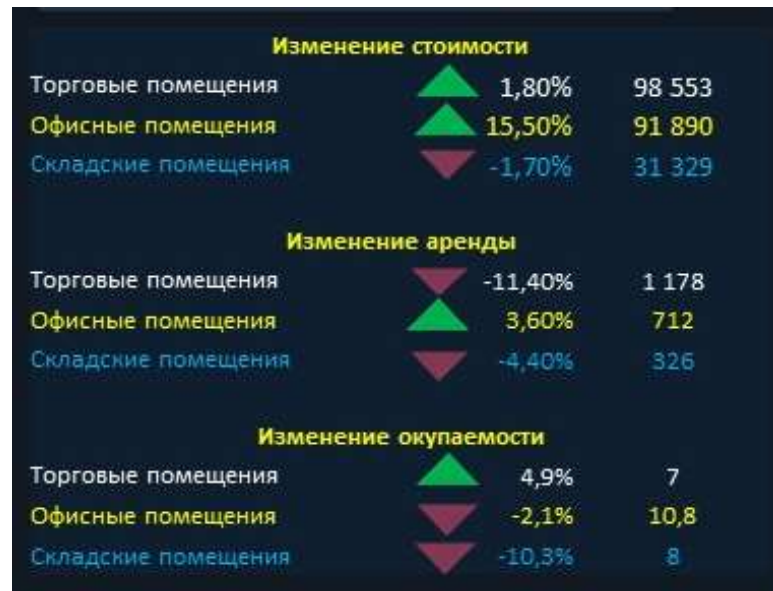 Изменение стоимости
Торговые помещения 1,80% 98 553
Офисные помещения 15,50% 91 890
Складские помещения -1,70% 31 329
Изменение аренды
Торговые помещения -11,40% 1 178
Офисные помещения 3,60% 712
Складские помещения -4,40% 326
Изменение окупаемости
Торговые помещения 4,9% 7
Офисные помещения -2,1% 10,8
Складские помещения -10,3% 8